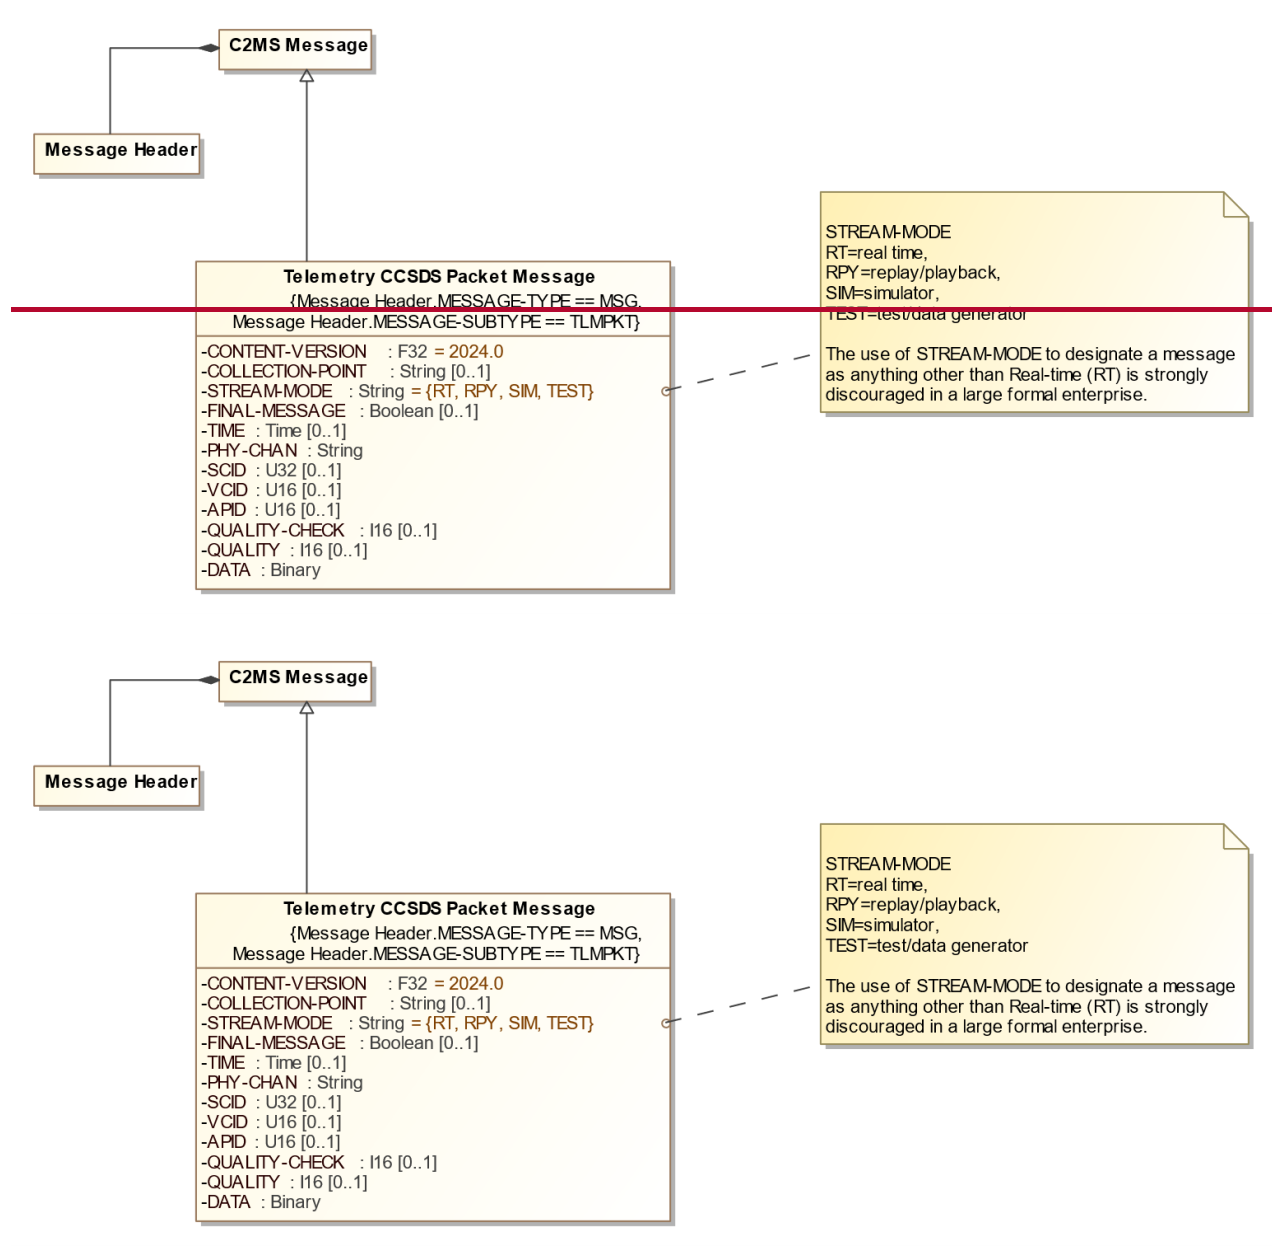 C2MS Message
Message Header
Telemetry CCSDS Packet Message
{Message Header.MESSAGE-TYPE == MSG,
Message Header.MESSAGE-SUBTYPE == TLMPKT}
-CONTENT-VERSION : F32 = 2024.0
-COLLECTION-POINT : String [0..1]
-STREAM-MODE : String = {RT, RPY, SIM, TEST}
-FINAL-MESSAGE : Boolean [0..1]
-TIME : Time [0..1]
-PHY-CHAN : String
-SCID : U32 [0..1]
-VCID : U16 [0..1]
-APID : U16 [0..1]
-QUALITY-CHECK : I16 [0..1]
-QUALITY : I16 [0..1]
-DATA : Binary
STREAM-MODE
RT=real time,
RPY=replay/playback,
SIM=simulator,
TEST=test/data generator
The use of STREAM-MODE to designate a message
as anything other than Real-time (RT) is strongly
discouraged in a large formal enterprise.
C2MS Message
Message Header
Telemetry CCSDS Packet Message
{Message Header.MESSAGE-TYPE == MSG,
Message Header.MESSAGE-SUBTYPE == TLMPKT}
-CONTENT-VERSION : F32 = 2024.0
-COLLECTION-POINT : String [0..1]
-STREAM-MODE : String = {RT, RPY, SIM, TEST}
-FINAL-MESSAGE : Boolean [0..1]
-TIME : Time [0..1]
-PHY-CHAN : String
-SCID : U32 [0..1]
-VCID : U16 [0..1]
-APID : U16 [0..1]
-QUALITY-CHECK : I16 [0..1]
-QUALITY : I16 [0..1]
-DATA : Binary
STREAM-MODE
RT=real time,
RPY=replay/playback,
SIM=simulator,
TEST=test/data generator
The use of STREAM-MODE to designate a message
as anything other than Real-time (RT) is strongly
discouraged in a large formal enterprise.